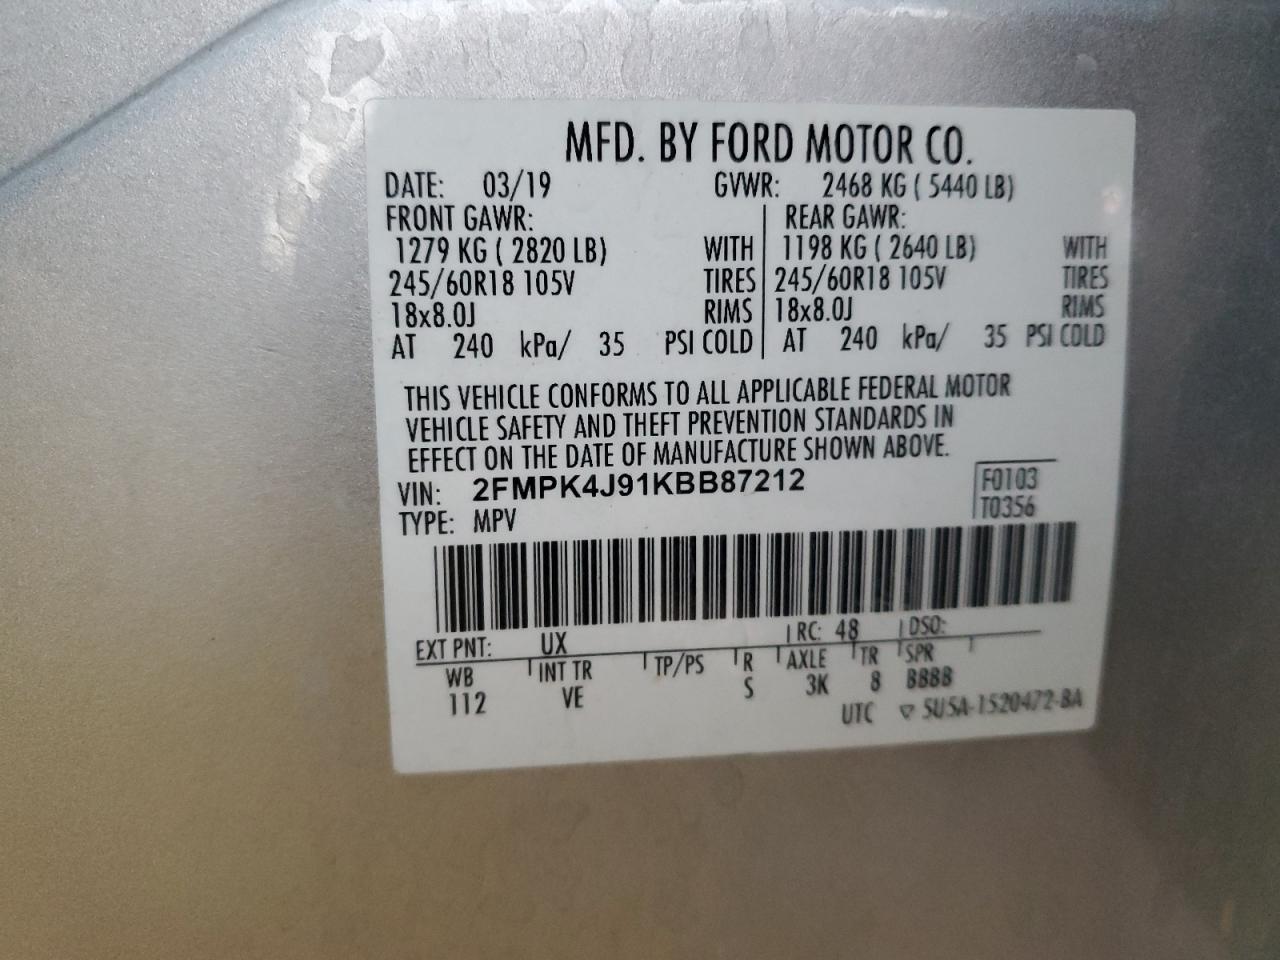 MFD. BY FORD MOTOR CO.
DATE: 03/19 GVWR: 2468 KG ( 5440 LB)
FRONT GAWR: REAR GAWR:
1279 KG ( 2820 LB) WITH 1198 KG ( 2640 LB) WITH
245/60R18 105V TIRES 245/60R18 105V TIRES
18x8.0J RIMS 18x8.0J RIMS
AT 240 kPa/ 35 PSI COLD AT 240 kPa/ 35 PSI COLD
THIS VEHICLE CONFORMS TO ALL APPLICABLE FEDERAL MOTOR
VEHICLE SAFETY AND THEFT PREVENTION STANDARDS IN
EFFECT ON THE DATE OF MANUFACTURE SHOWN ABOVE.
VIN: 2FMPK4J91KBB87212 F0103
TYPE: MPV T0356
EXT PNT: UX RC: 48 DSO:
WB INT TR TP/PS R AXLE TR SPR
112 VE S 3K 8 BBBB
UTC ▽ 5U5A-1520472-BA